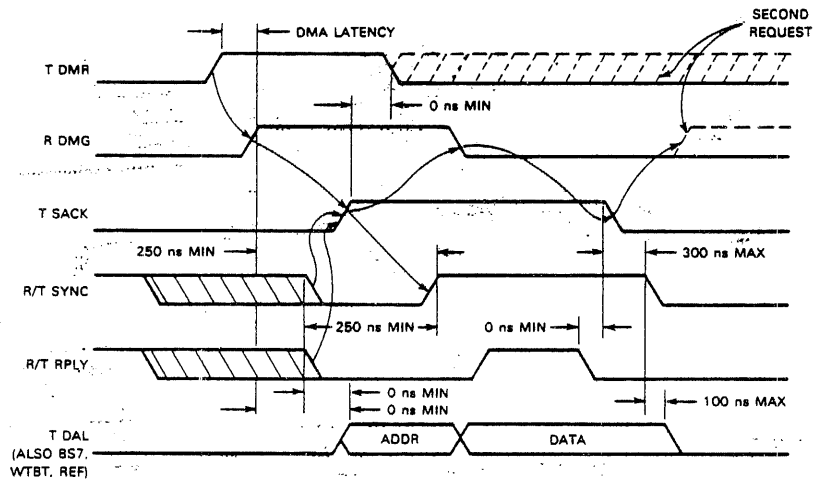 SECOND
REQUEST
DMA LATENCY
T DMR
0 ns MIN
R DMG
T SACK
250 ns MIN
300 ns MAX
R/T SYNC
250 ns MIN
0 ns MIN
R/T RPLY
0 ns MIN
0 ns MIN
100 ns MAX
T DAL
(ALSO BS7,
WTBT, REF)
ADDR
DATA